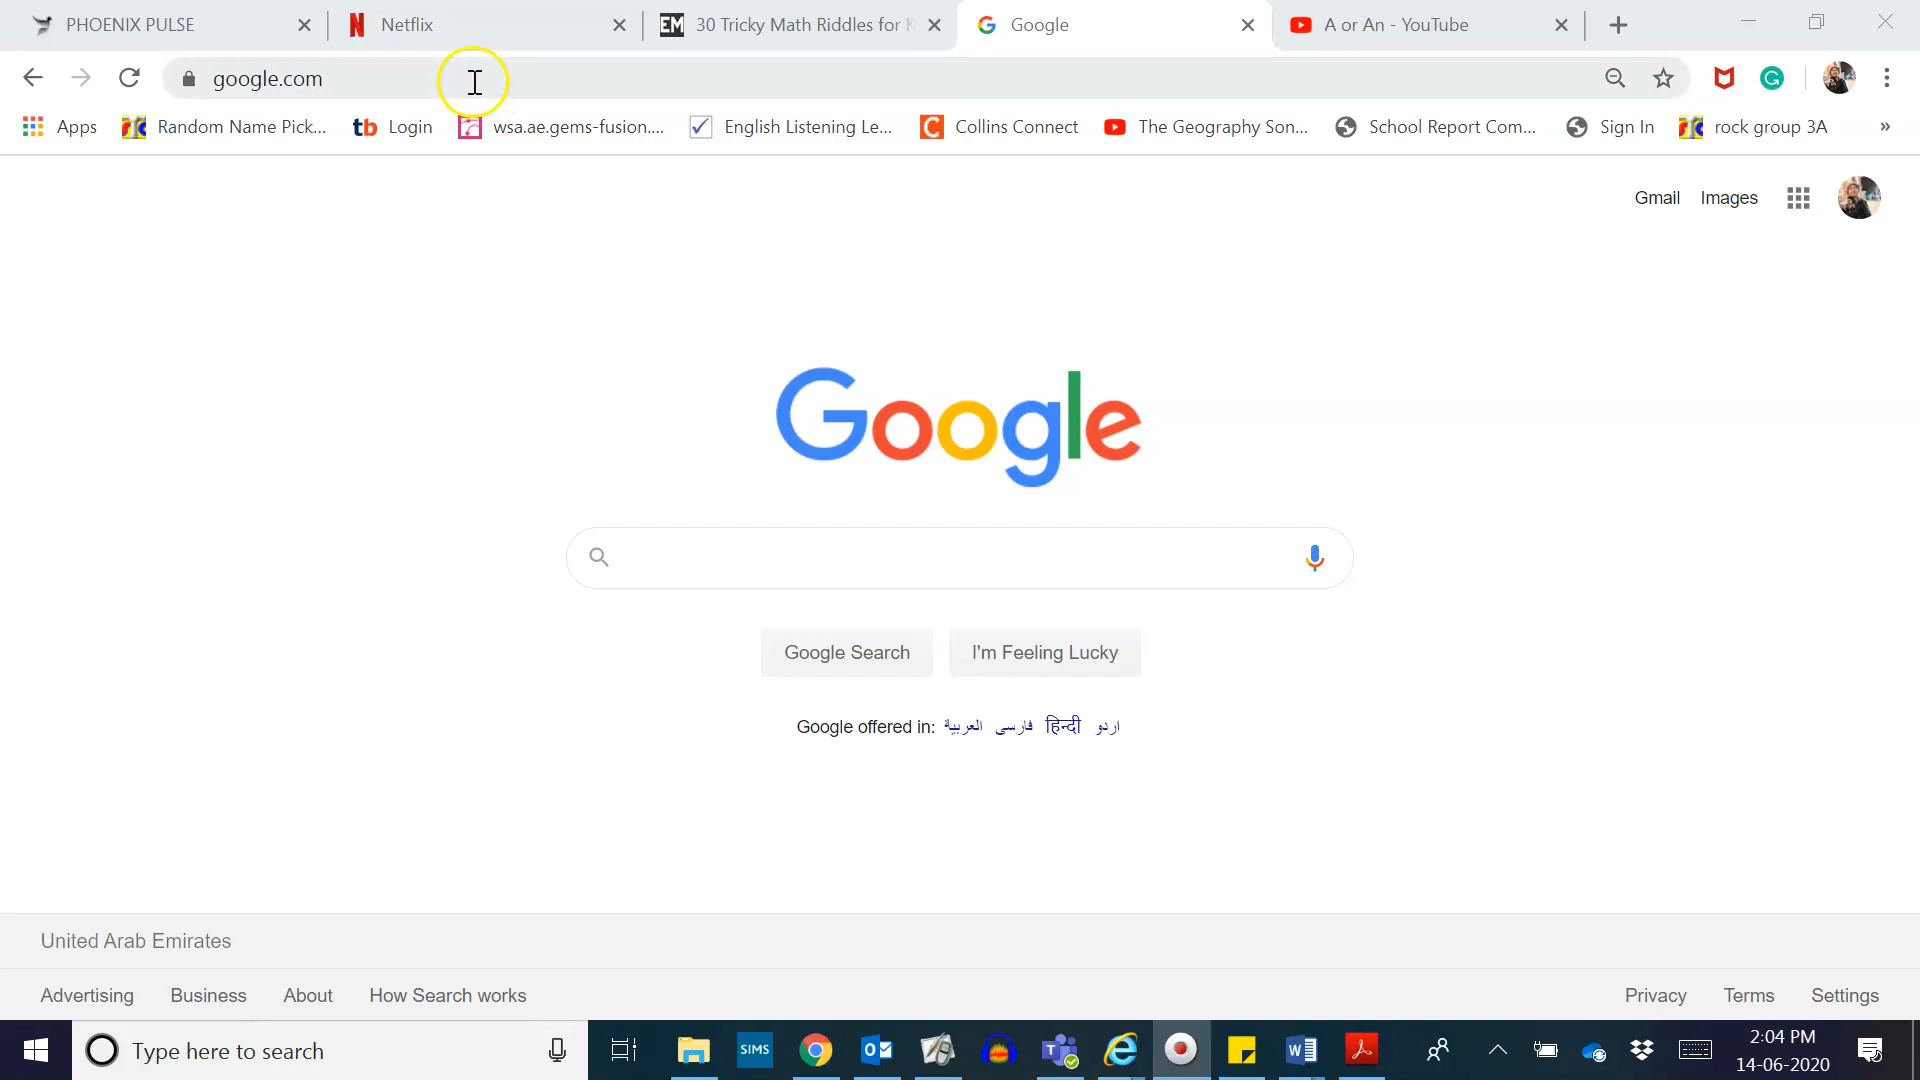 PHOENIX PULSE
Netflix
30 Tricky Math Riddles for K
Google
A or An - YouTube
google.com
Apps
Random Name Pick...
tb Login
wsa.ae.gems-fusion....
English Listening Le...
Collins Connect
The Geography Son...
School Report Com...
Sign In
rock group 3A
»
Gmail Images
Google
Google Search
I'm Feeling Lucky
Google offered in: العربية فارسی हिन्दी اردو
United Arab Emirates
Advertising Business About How Search works
Privacy Terms Settings
Type here to search
SIMS
2:04 PM
14-06-2020